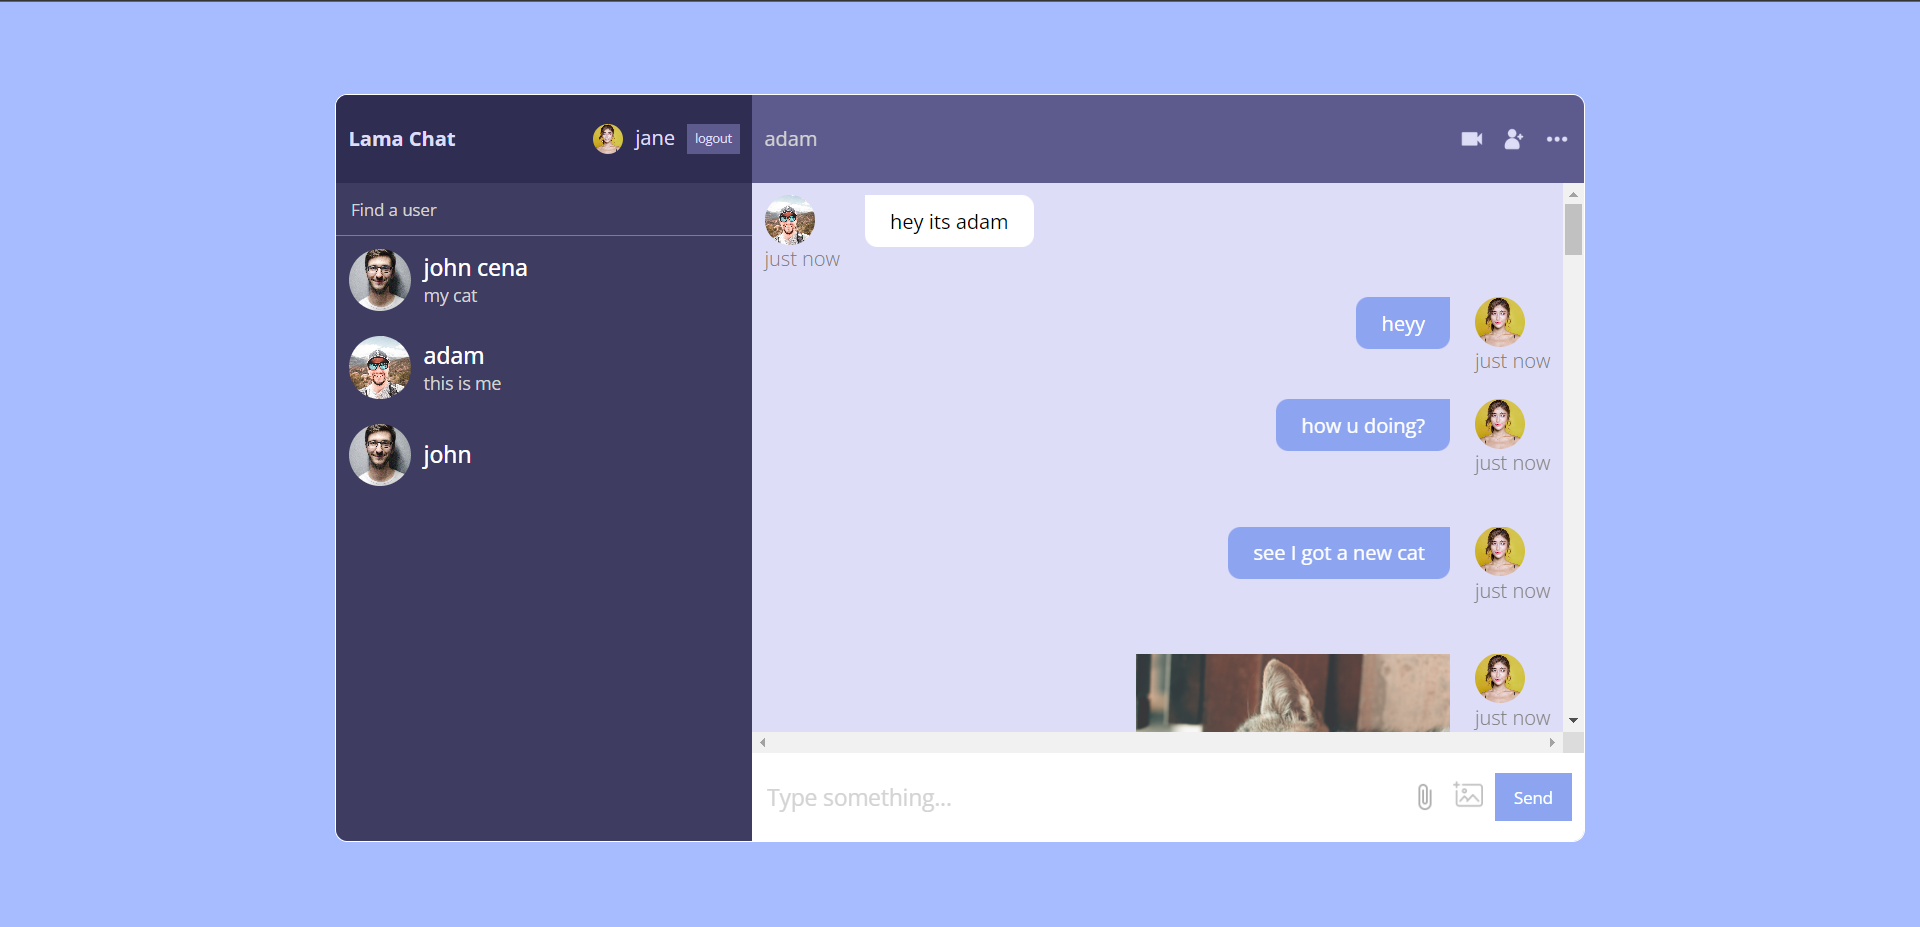 Lama Chat
jane
logout
Find a user
john cena
my cat
adam
this is me
john
adam
hey its adam
just now
heyy
just now
how u doing?
just now
see I got a new cat
just now
just now
Type something...
Send